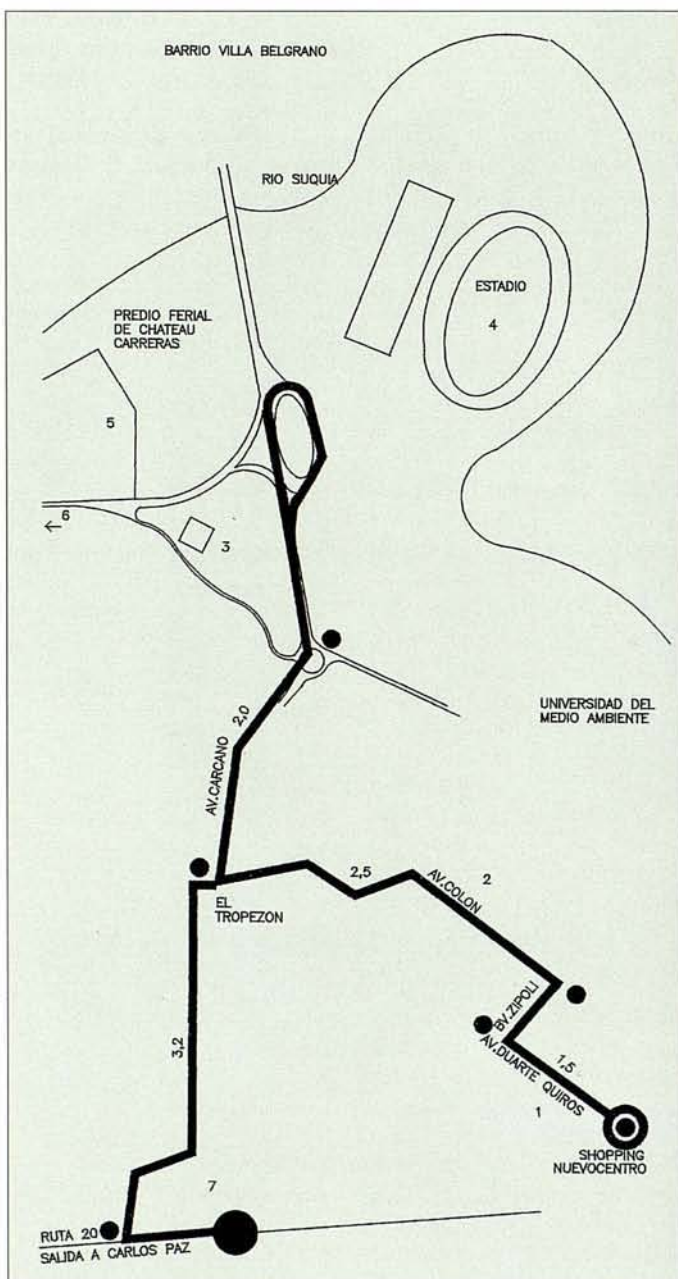 BARRIO VILLA BELGRANO
RIO SUQUIA
ESTADIO
4
PREDIO FERIAL
DE CHATEAU
CARRERAS
5
6
3
UNIVERSIDAD DEL
MEDIO AMBIENTE
2,0
AV.CARCANO
2,5
AV.COLON
2
EL
TROPEZON
BV.ZIPOLI
3,2
AV.DUARTE QUIROS
1,5
1
SHOPPING
NUEVOCENTRO
7
RUTA 20
SALIDA A CARLOS PAZ